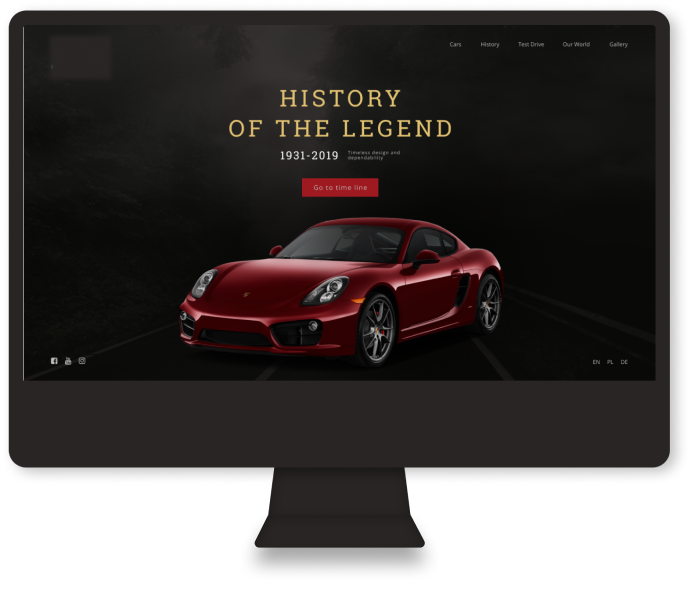 Cars History Test Drive Our World Gallery
HISTORY
OF THE LEGEND
1931-2019 Timeless design and
dependability
Go to time line
EN PL DE